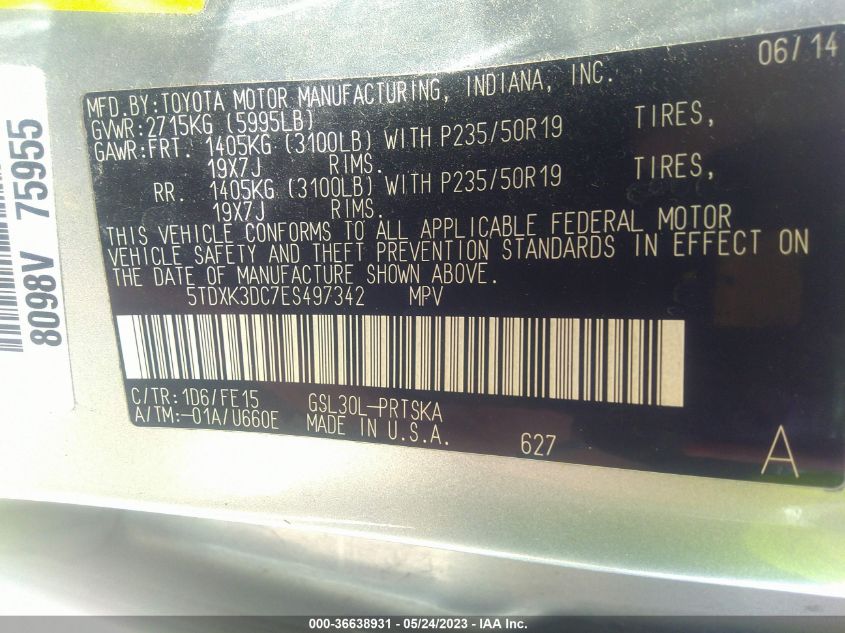 06/14
MFD.BY:TOYOTA MOTOR MANUFACTURING, INDIANA, INC.
GVWR:2715KG (5995LB)
GAWR:FRT. 1405KG (3100LB) WITH P235/50R19 TIRES,
19X7J RIMS.
RR. 1405KG (3100LB) WITH P235/50R19 TIRES,
19X7J RIMS.
THIS VEHICLE CONFORMS TO ALL APPLICABLE FEDERAL MOTOR
VEHICLE SAFETY AND THEFT PREVENTION STANDARDS IN EFFECT ON
THE DATE OF MANUFACTURE SHOWN ABOVE.
5TDXK3DC7ES497342 MPV
C/TR:1D6/FE15 GSL30L-PRTSKA
A/TM:-01A/U660E MADE IN U.S.A.
627
A
8098V 75955
000-36638931 - 05/24/2023 - IAA Inc.